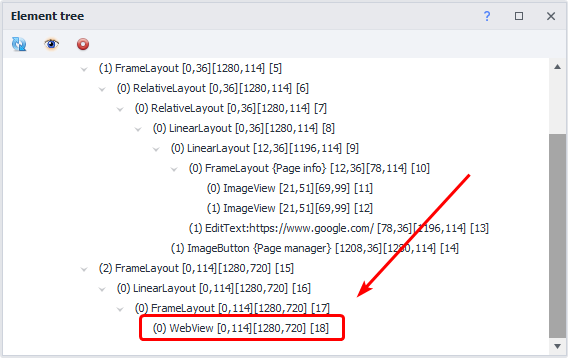 Element tree
?
(1) FrameLayout [0,36][1280,114] [5]
(0) RelativeLayout [0,36][1280,114] [6]
(0) RelativeLayout [0,36][1280,114] [7]
(0) LinearLayout [0,36][1280,114] [8]
(0) LinearLayout [12,36][1196,114] [9]
(0) FrameLayout {Page info} [12,36][78,114] [10]
(0) ImageView [21,51][69,99] [11]
(1) ImageView [21,51][69,99] [12]
(1) EditText:https://www.google.com/ [78,36][1196,114] [13]
(1) ImageButton {Page manager} [1208,36][1280,114] [14]
(2) FrameLayout [0,114][1280,720] [15]
(0) LinearLayout [0,114][1280,720] [16]
(0) FrameLayout [0,114][1280,720] [17]
(0) WebView [0,114][1280,720] [18]